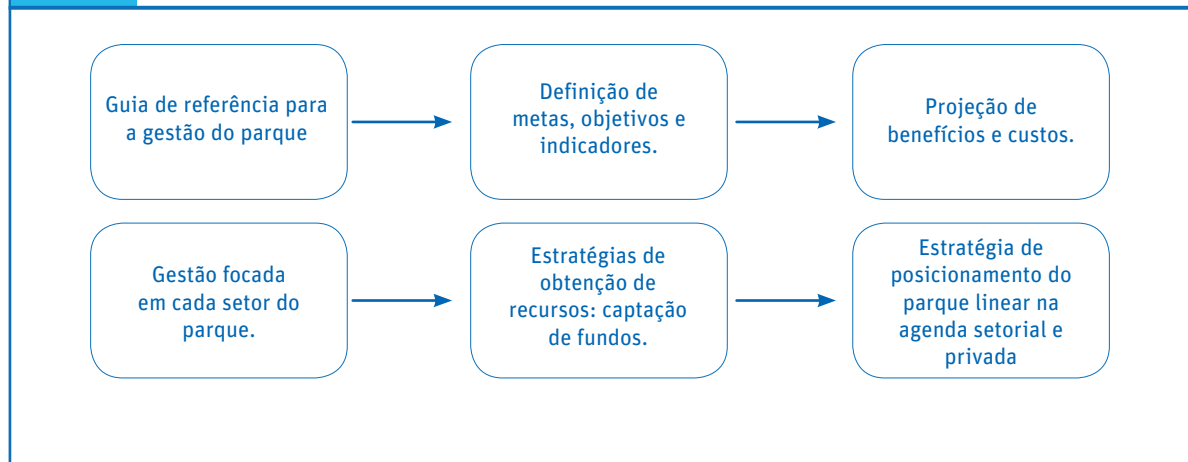 Guia de referência para
a gestão do parque
Definição de
metas, objetivos e
indicadores.
Projeção de
benefícios e custos.
Gestão focada
em cada setor do
parque.
Estratégias de
obtenção de
recursos: captação
de fundos.
Estratégia de
posicionamento do
parque linear na
agenda setorial e
privada